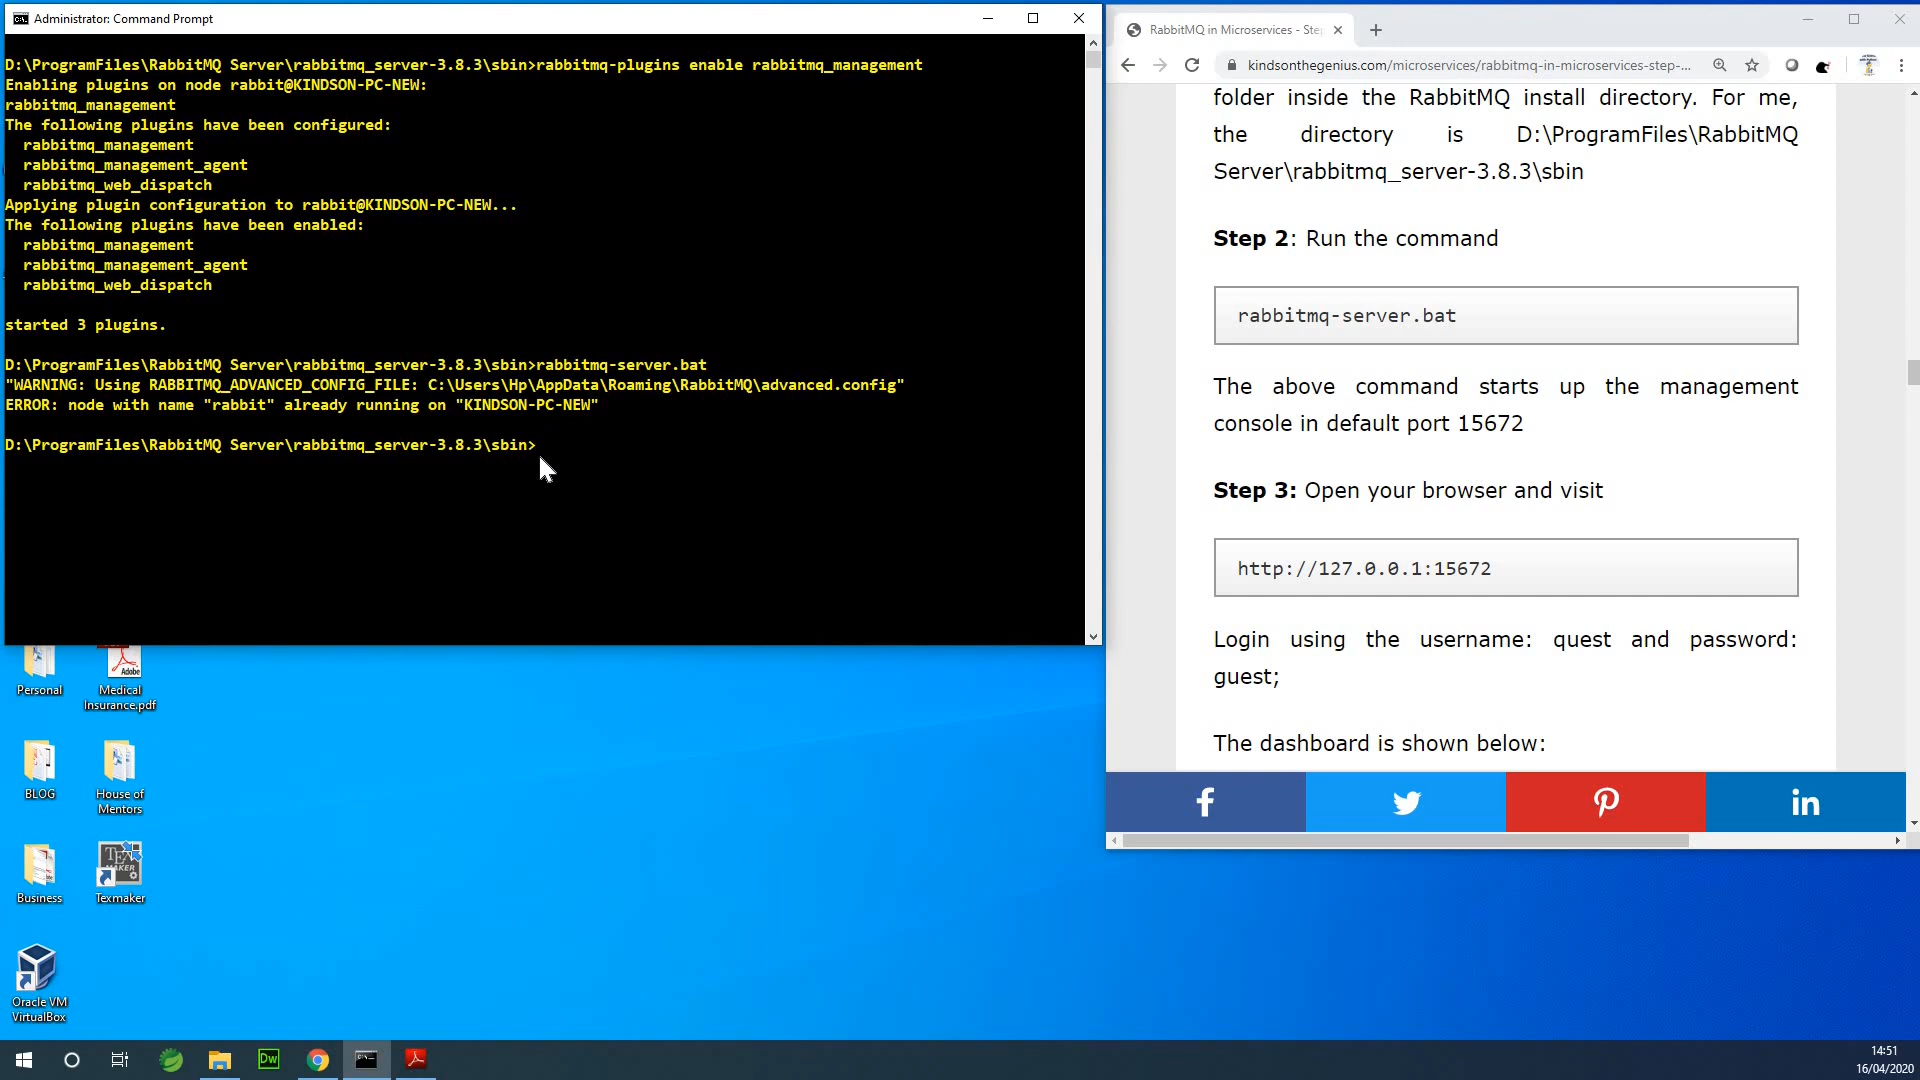 Administrator: Command Prompt
D:\ProgramFiles\RabbitMQ Server\rabbitmq_server-3.8.3\sbin>rabbitmq-plugins enable rabbitmq_management
Enabling plugins on node rabbit@KINDSON-PC-NEW:
rabbitmq_management
The following plugins have been configured:
rabbitmq_management
rabbitmq_management_agent
rabbitmq_web_dispatch
Applying plugin configuration to rabbit@KINDSON-PC-NEW...
The following plugins have been enabled:
rabbitmq_management
rabbitmq_management_agent
rabbitmq_web_dispatch
started 3 plugins.
D:\ProgramFiles\RabbitMQ Server\rabbitmq_server-3.8.3\sbin>rabbitmq-server.bat
"WARNING: Using RABBITMQ_ADVANCED_CONFIG_FILE: C:\Users\Hp\AppData\Roaming\RabbitMQ\advanced.config"
ERROR: node with name "rabbit" already running on "KINDSON-PC-NEW"
D:\ProgramFiles\RabbitMQ Server\rabbitmq_server-3.8.3\sbin>
RabbitMQ in Microservices - Ste
kindsonthegenius.com/microservices/rabbitmq-in-microservices-step-...
folder inside the RabbitMQ install directory. For me,
the directory is D:\ProgramFiles\RabbitMQ
Server\rabbitmq_server-3.8.3\sbin
Step 2: Run the command
rabbitmq-server.bat
The above command starts up the management
console in default port 15672
Step 3: Open your browser and visit
http://127.0.0.1:15672
Login using the username: quest and password:
guest;
The dashboard is shown below:
Personal
Adobe
Medical
Insurance.pdf
BLOG
House of
Mentors
Business
TEX
MAKER
Texmaker
Oracle VM
VirtualBox
Dw
14:51
16/04/2020